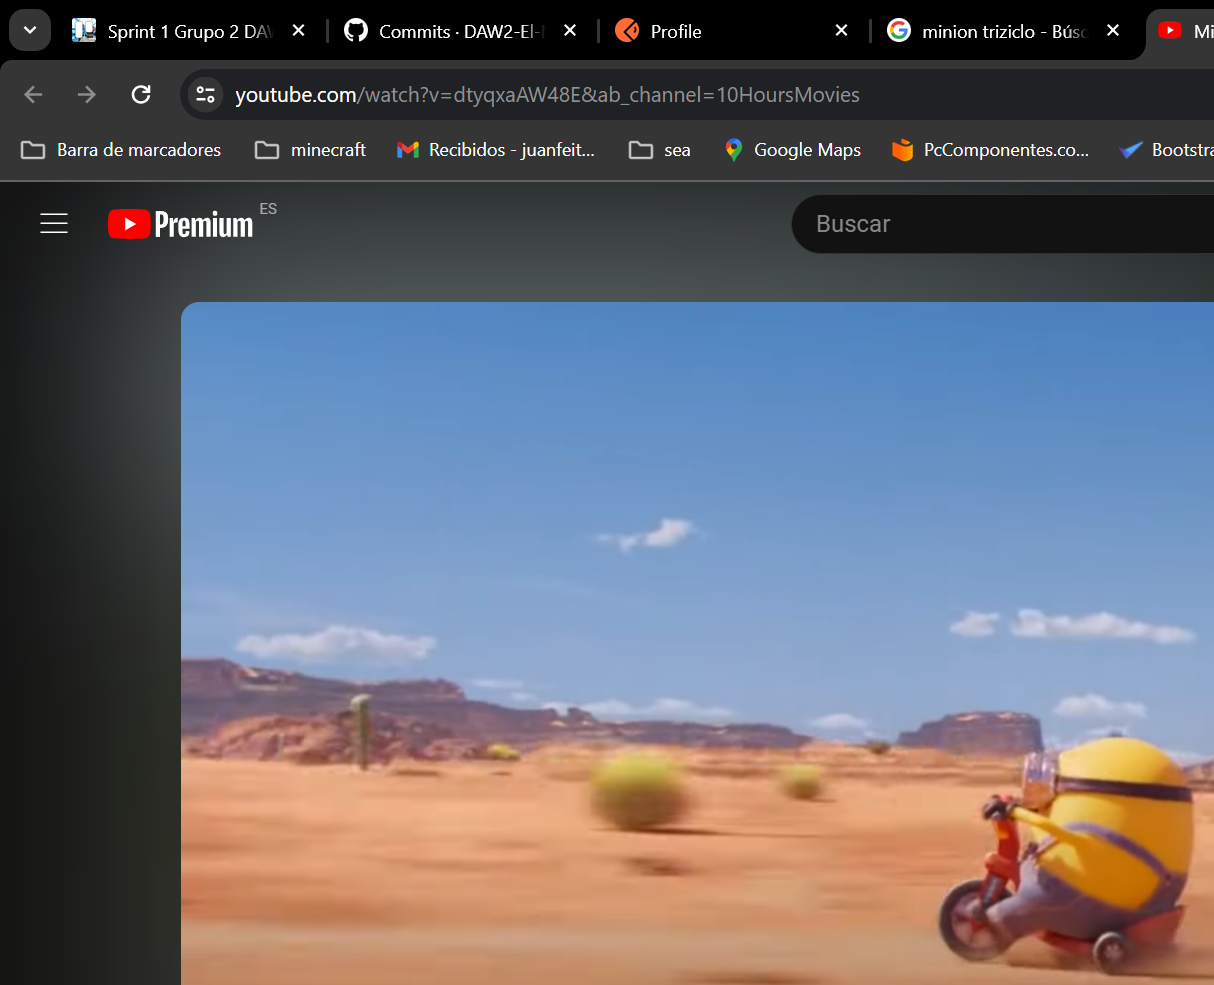 Sprint 1 Grupo 2 DAW Commits · DAW2-El- Profile minion triziclo - Búsc Mi
youtube.com/watch?v=dtyqxaAW48E&ab_channel=10HoursMovies
Barra de marcadores minecraft Recibidos - juanfeit... sea Google Maps PcComponentes.co... Bootstra
Premium ES Buscar